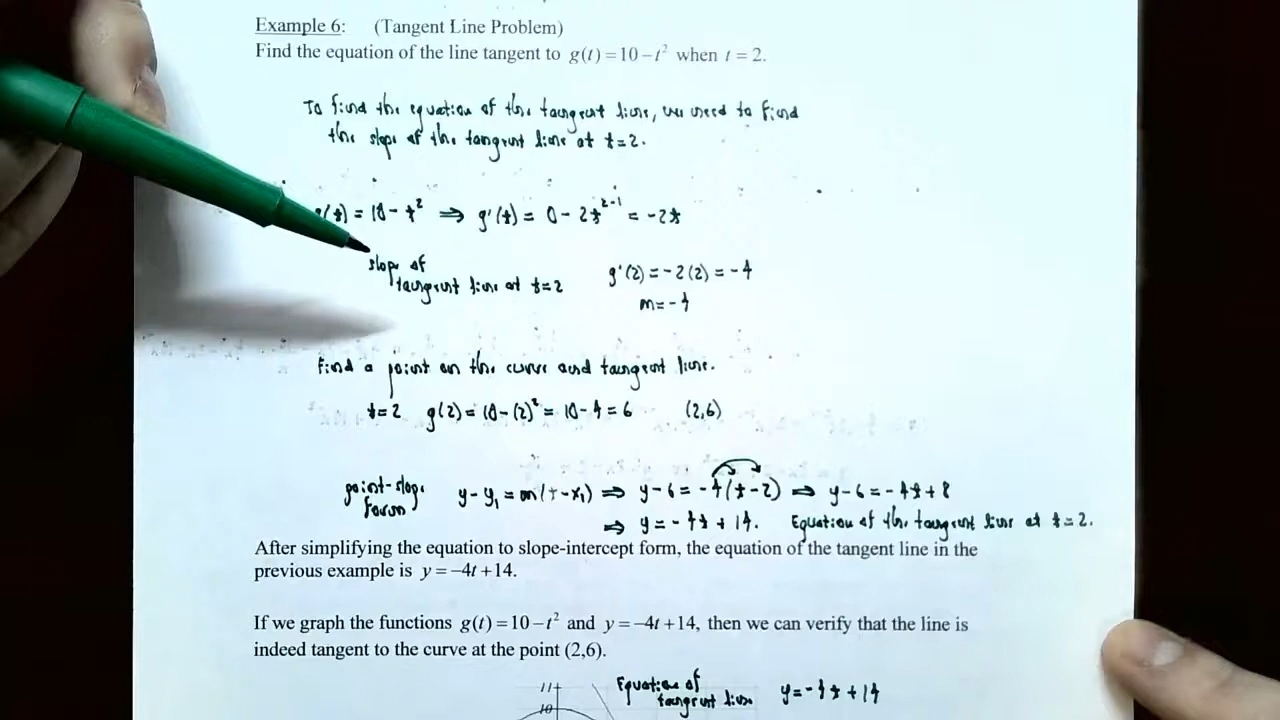 Example 6: (Tangent Line Problem)
Find the equation of the line tangent to g(t) = 10 − t² when t = 2.
To find the equation of the tangent line, we need to find
the slope of the tangent line at t=2.
(t) = 10 − t² ⇒ g'(t) = 0 − 2t²⁻¹ = −2t
slope of
tangent line at t=2 g'(2) = −2(2) = −4
m = −4
Find a point on the curve and tangent line.
t=2 g(2) = 10 − (2)² = 10 − 4 = 6 (2,6)
point-slope
form y − y₁ = m(t − x₁) ⇒ y − 6 = −4(t − 2) ⇒ y − 6 = −4t + 8
⇒ y = −4t + 14. Equation of the tangent line at t=2.
After simplifying the equation to slope-intercept form, the equation of the tangent line in the
previous example is y = −4t + 14.
If we graph the functions g(t) = 10 − t² and y = −4t + 14, then we can verify that the line is
indeed tangent to the curve at the point (2,6).
Equation of
tangent line y = −4t + 14
11
10